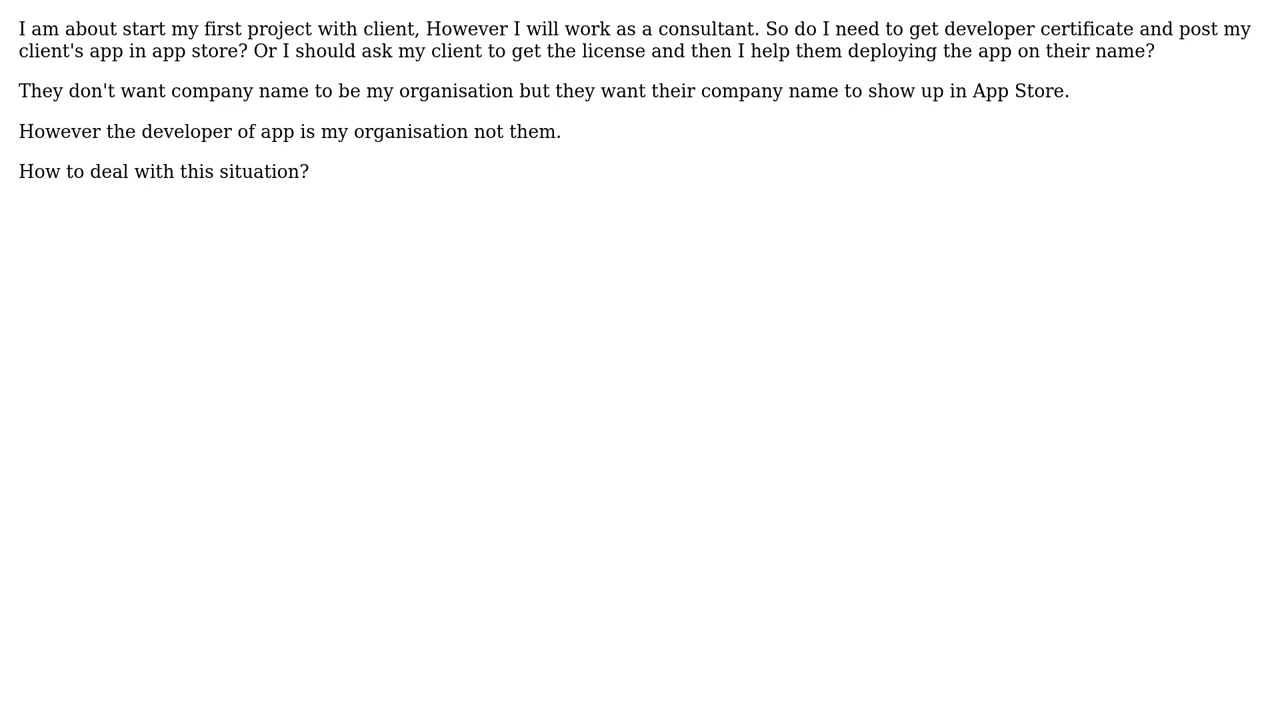 I am about start my first project with client, However I will work as a consultant. So do I need to get developer certificate and post my
client's app in app store? Or I should ask my client to get the license and then I help them deploying the app on their name?
They don't want company name to be my organisation but they want their company name to show up in App Store.
However the developer of app is my organisation not them.
How to deal with this situation?